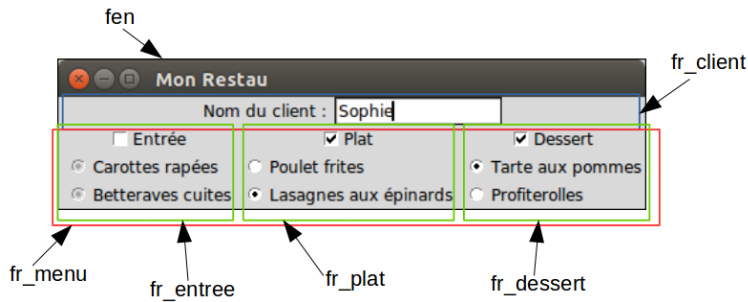 fen
fr_client
Mon Restau
Nom du client : Sophie
Entrée Plat Dessert
Carottes rapées Poulet frites Tarte aux pommes
Betteraves cuites Lasagnes aux épinards Profiterolles
fr_menu fr_entree fr_plat fr_dessert